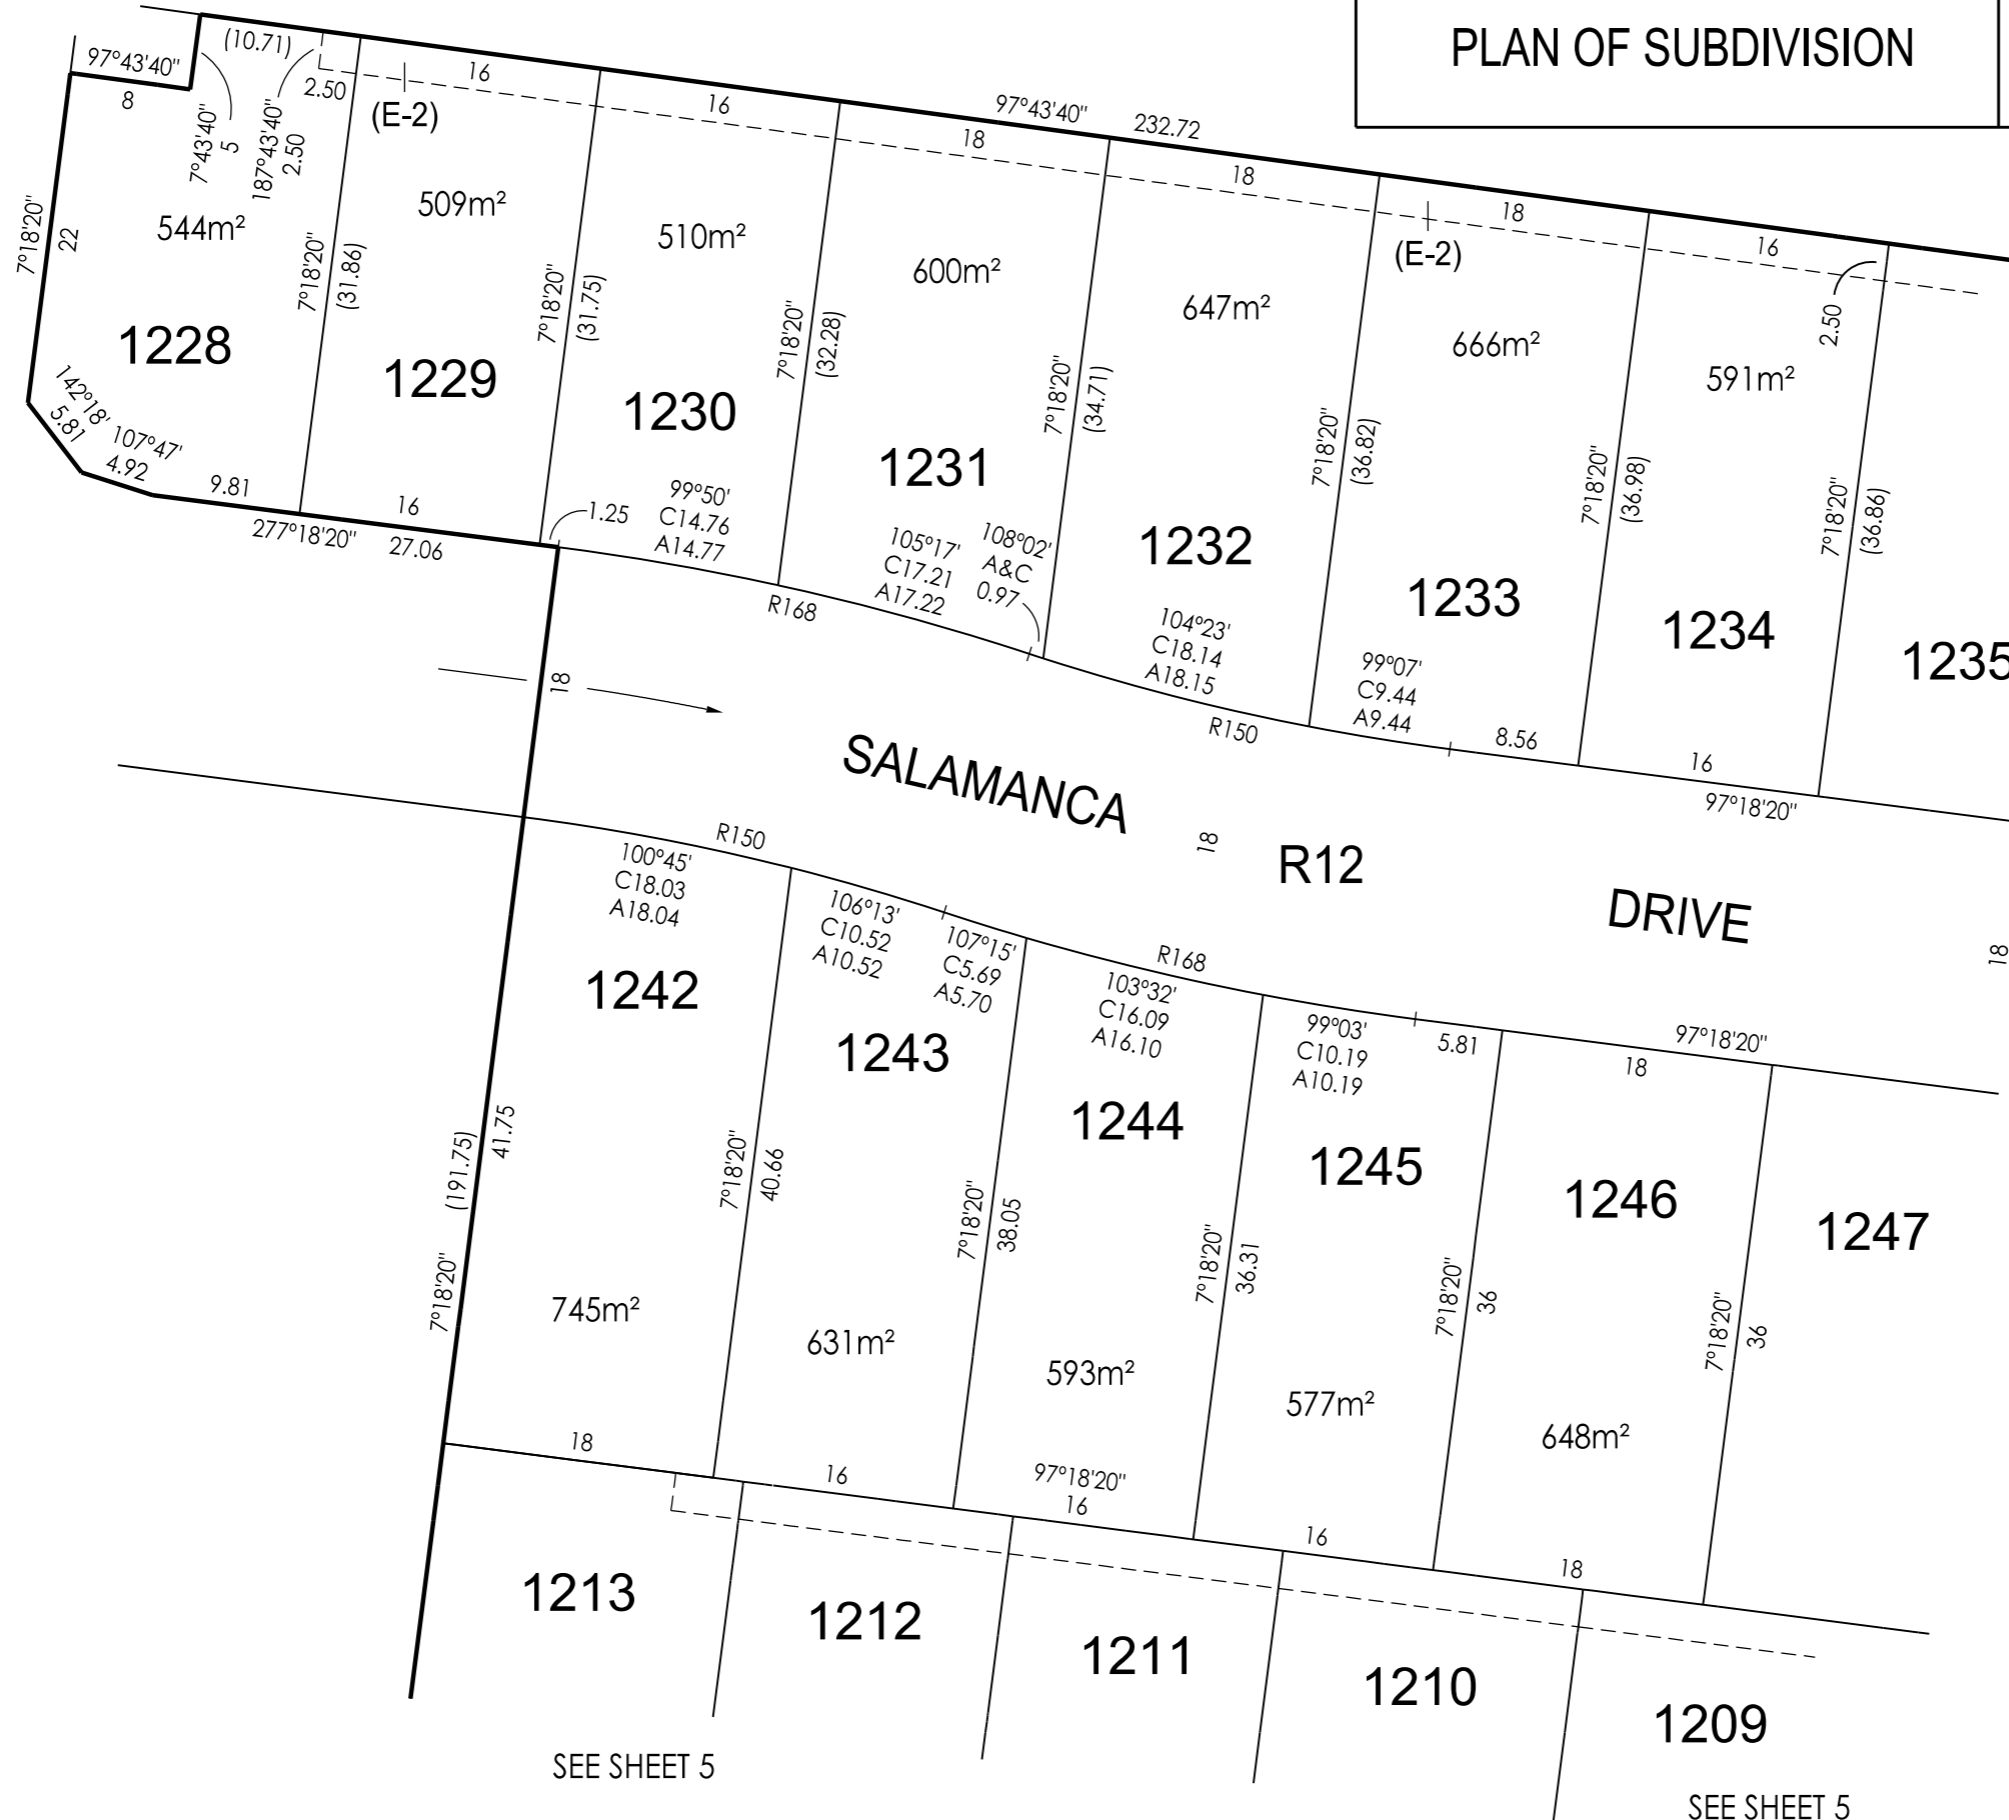 PLAN OF SUBDIVISION
97°43'40"
8
(10.71)
2.50
7°43'40"
5
187°43'40"
2.50
(E-2)
16
16
18
97°43'40"
232.72
18
18
16
(E-2)
2.50
7°18'20"
22
544m²
1228
142°18'
5.81
107°47'
4.92
9.81
277°18'20"
27.06
7°18'20"
(31.86)
509m²
1229
16
7°18'20"
(31.75)
510m²
1230
1.25
99°50'
C14.76
A14.77
7°18'20"
(32.28)
600m²
1231
105°17'
C17.21
A17.22
108°02'
A&C
0.97
R168
7°18'20"
(34.71)
647m²
1232
104°23'
C18.14
A18.15
R150
7°18'20"
(36.82)
666m²
1233
99°07'
C9.44
A9.44
8.56
7°18'20"
(36.98)
591m²
1234
16
97°18'20"
7°18'20"
(36.86)
1235
18
SALAMANCA
18
R12
DRIVE
18
R150
100°45'
C18.03
A18.04
1242
(191.75)
41.75
7°18'20"
745m²
18
106°13'
C10.52
A10.52
107°15'
C5.69
A5.70
1243
7°18'20"
40.66
631m²
16
R168
103°32'
C16.09
A16.10
1244
7°18'20"
38.05
593m²
97°18'20"
16
99°03'
C10.19
A10.19
5.81
1245
7°18'20"
36.31
577m²
16
97°18'20"
18
1246
7°18'20"
36
648m²
18
1247
7°18'20"
36
1213
1212
1211
1210
1209
SEE SHEET 5
SEE SHEET 5